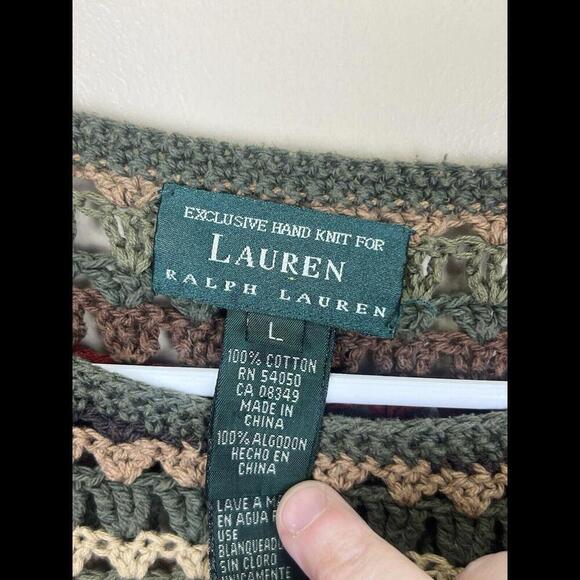 EXCLUSIVE HAND KNIT FOR
LAUREN
RALPH LAUREN
L
100% COTTON
RN 54050
CA 08349
MADE IN
CHINA
100% ALGODON
HECHO EN
CHINA
LAVE A
EN AGUA
USE
SIN CLORO
UNICAMENTE